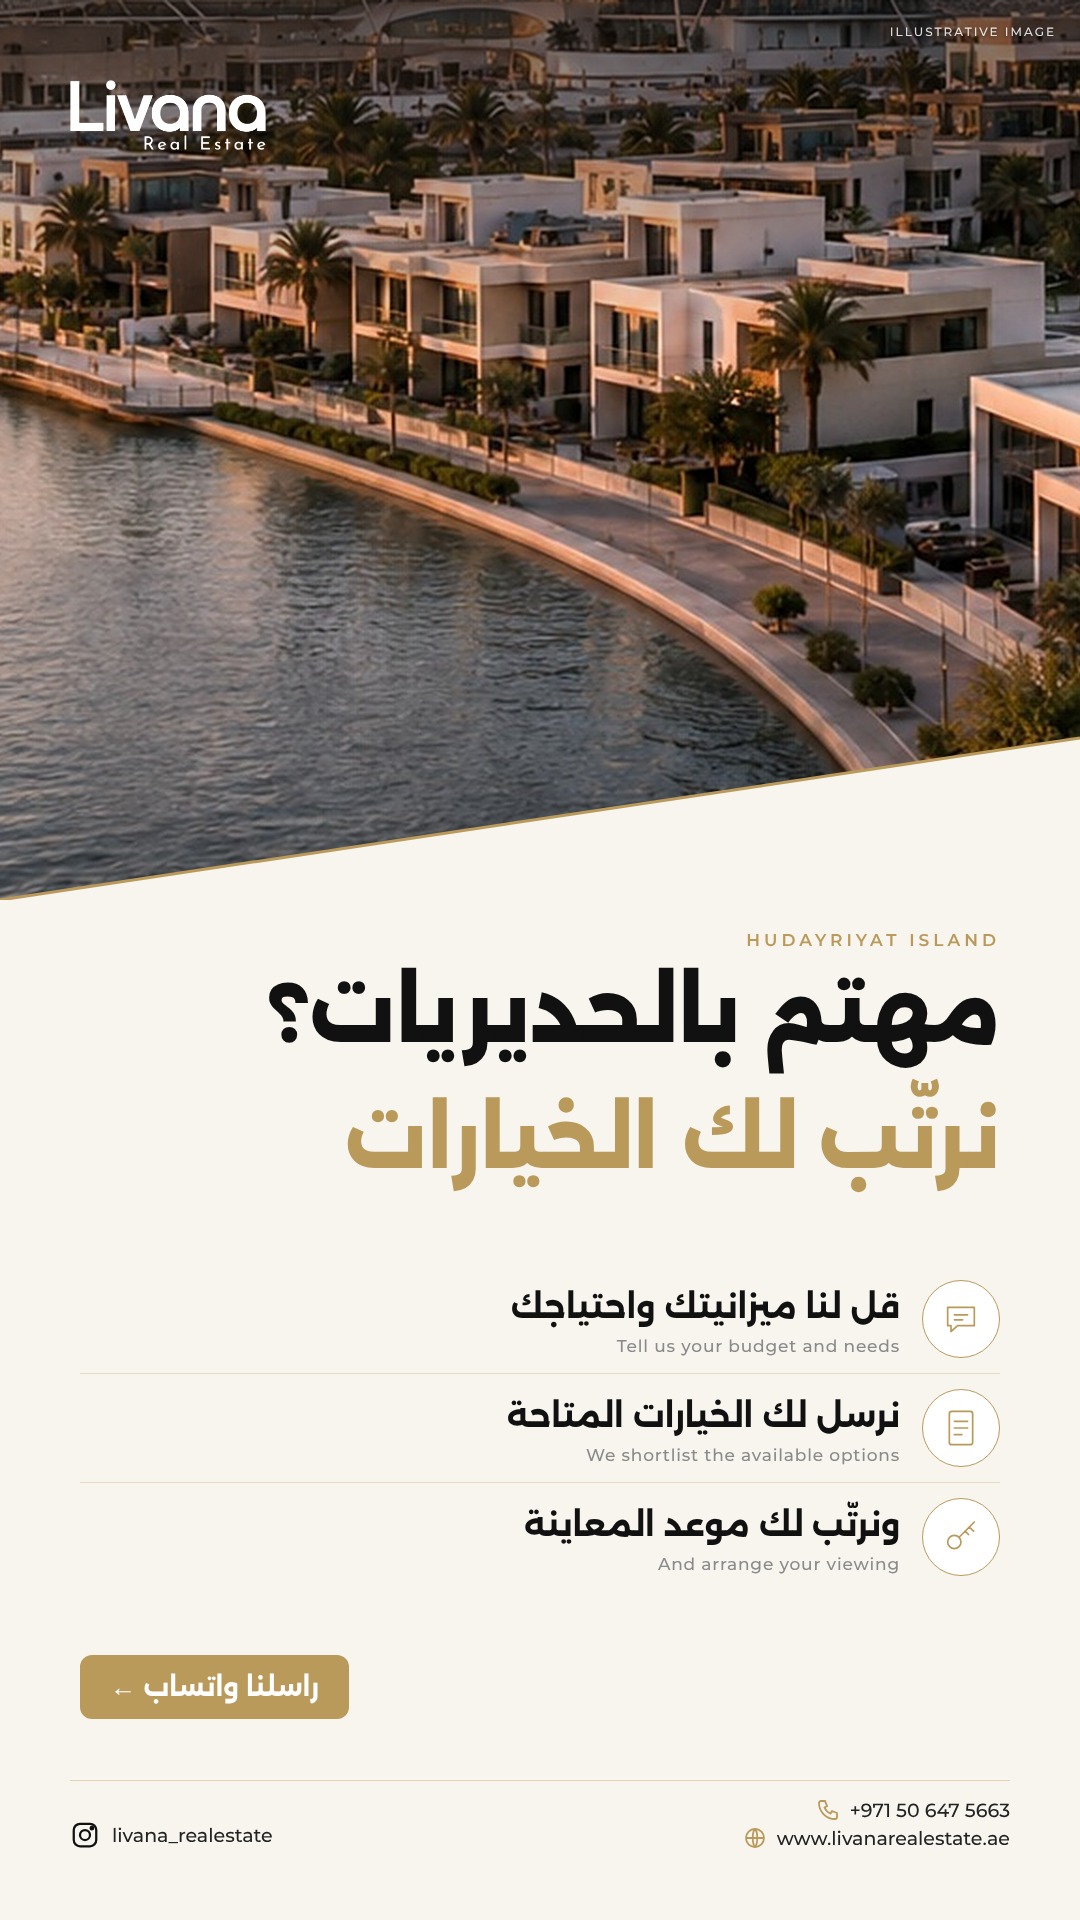 ILLUSTRATIVE IMAGE
Livana
Real Estate
HUDAYRIYAT ISLAND
مهتم بالحديريات؟
نرتّب لك الخيارات
قل لنا ميزانيتك واحتياجك
Tell us your budget and needs
نرسل لك الخيارات المتاحة
We shortlist the available options
ونرتّب لك موعد المعاينة
And arrange your viewing
راسلنا واتساب ←
+971 50 647 5663
www.livanarealestate.ae
livana_realestate